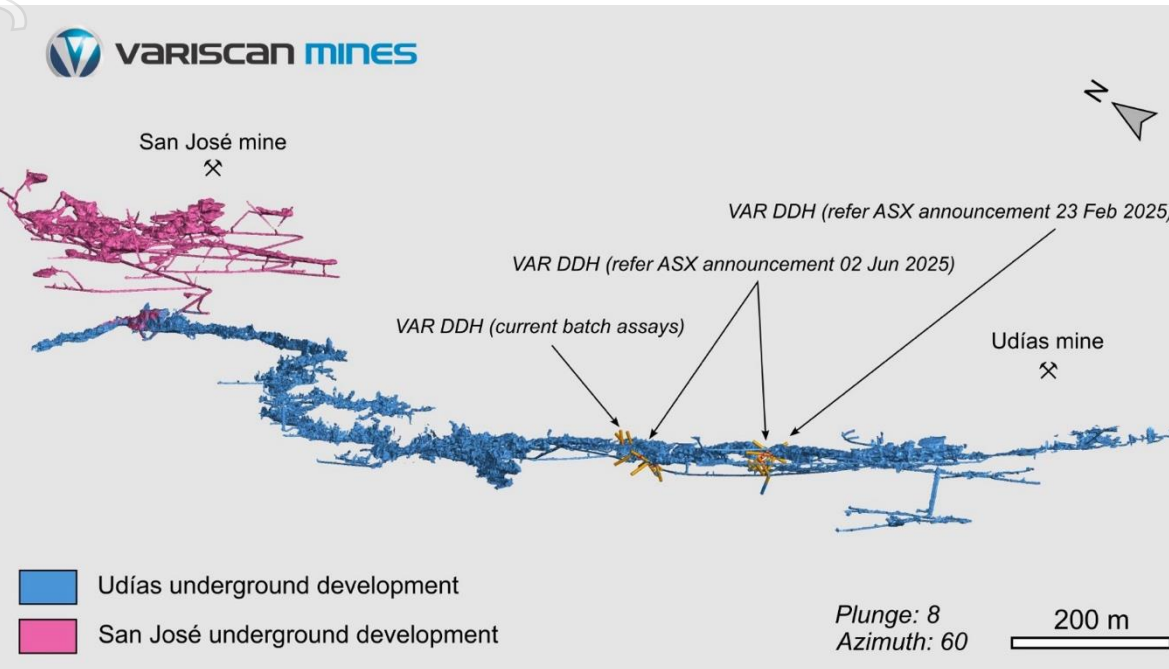 VARISCAN MINES
N
San José mine
VAR DDH (refer ASX announcement 23 Feb 2025)
VAR DDH (refer ASX announcement 02 Jun 2025)
VAR DDH (current batch assays)
Udías mine
Udías underground development
San José underground development
Plunge: 8
Azimuth: 60
200 m